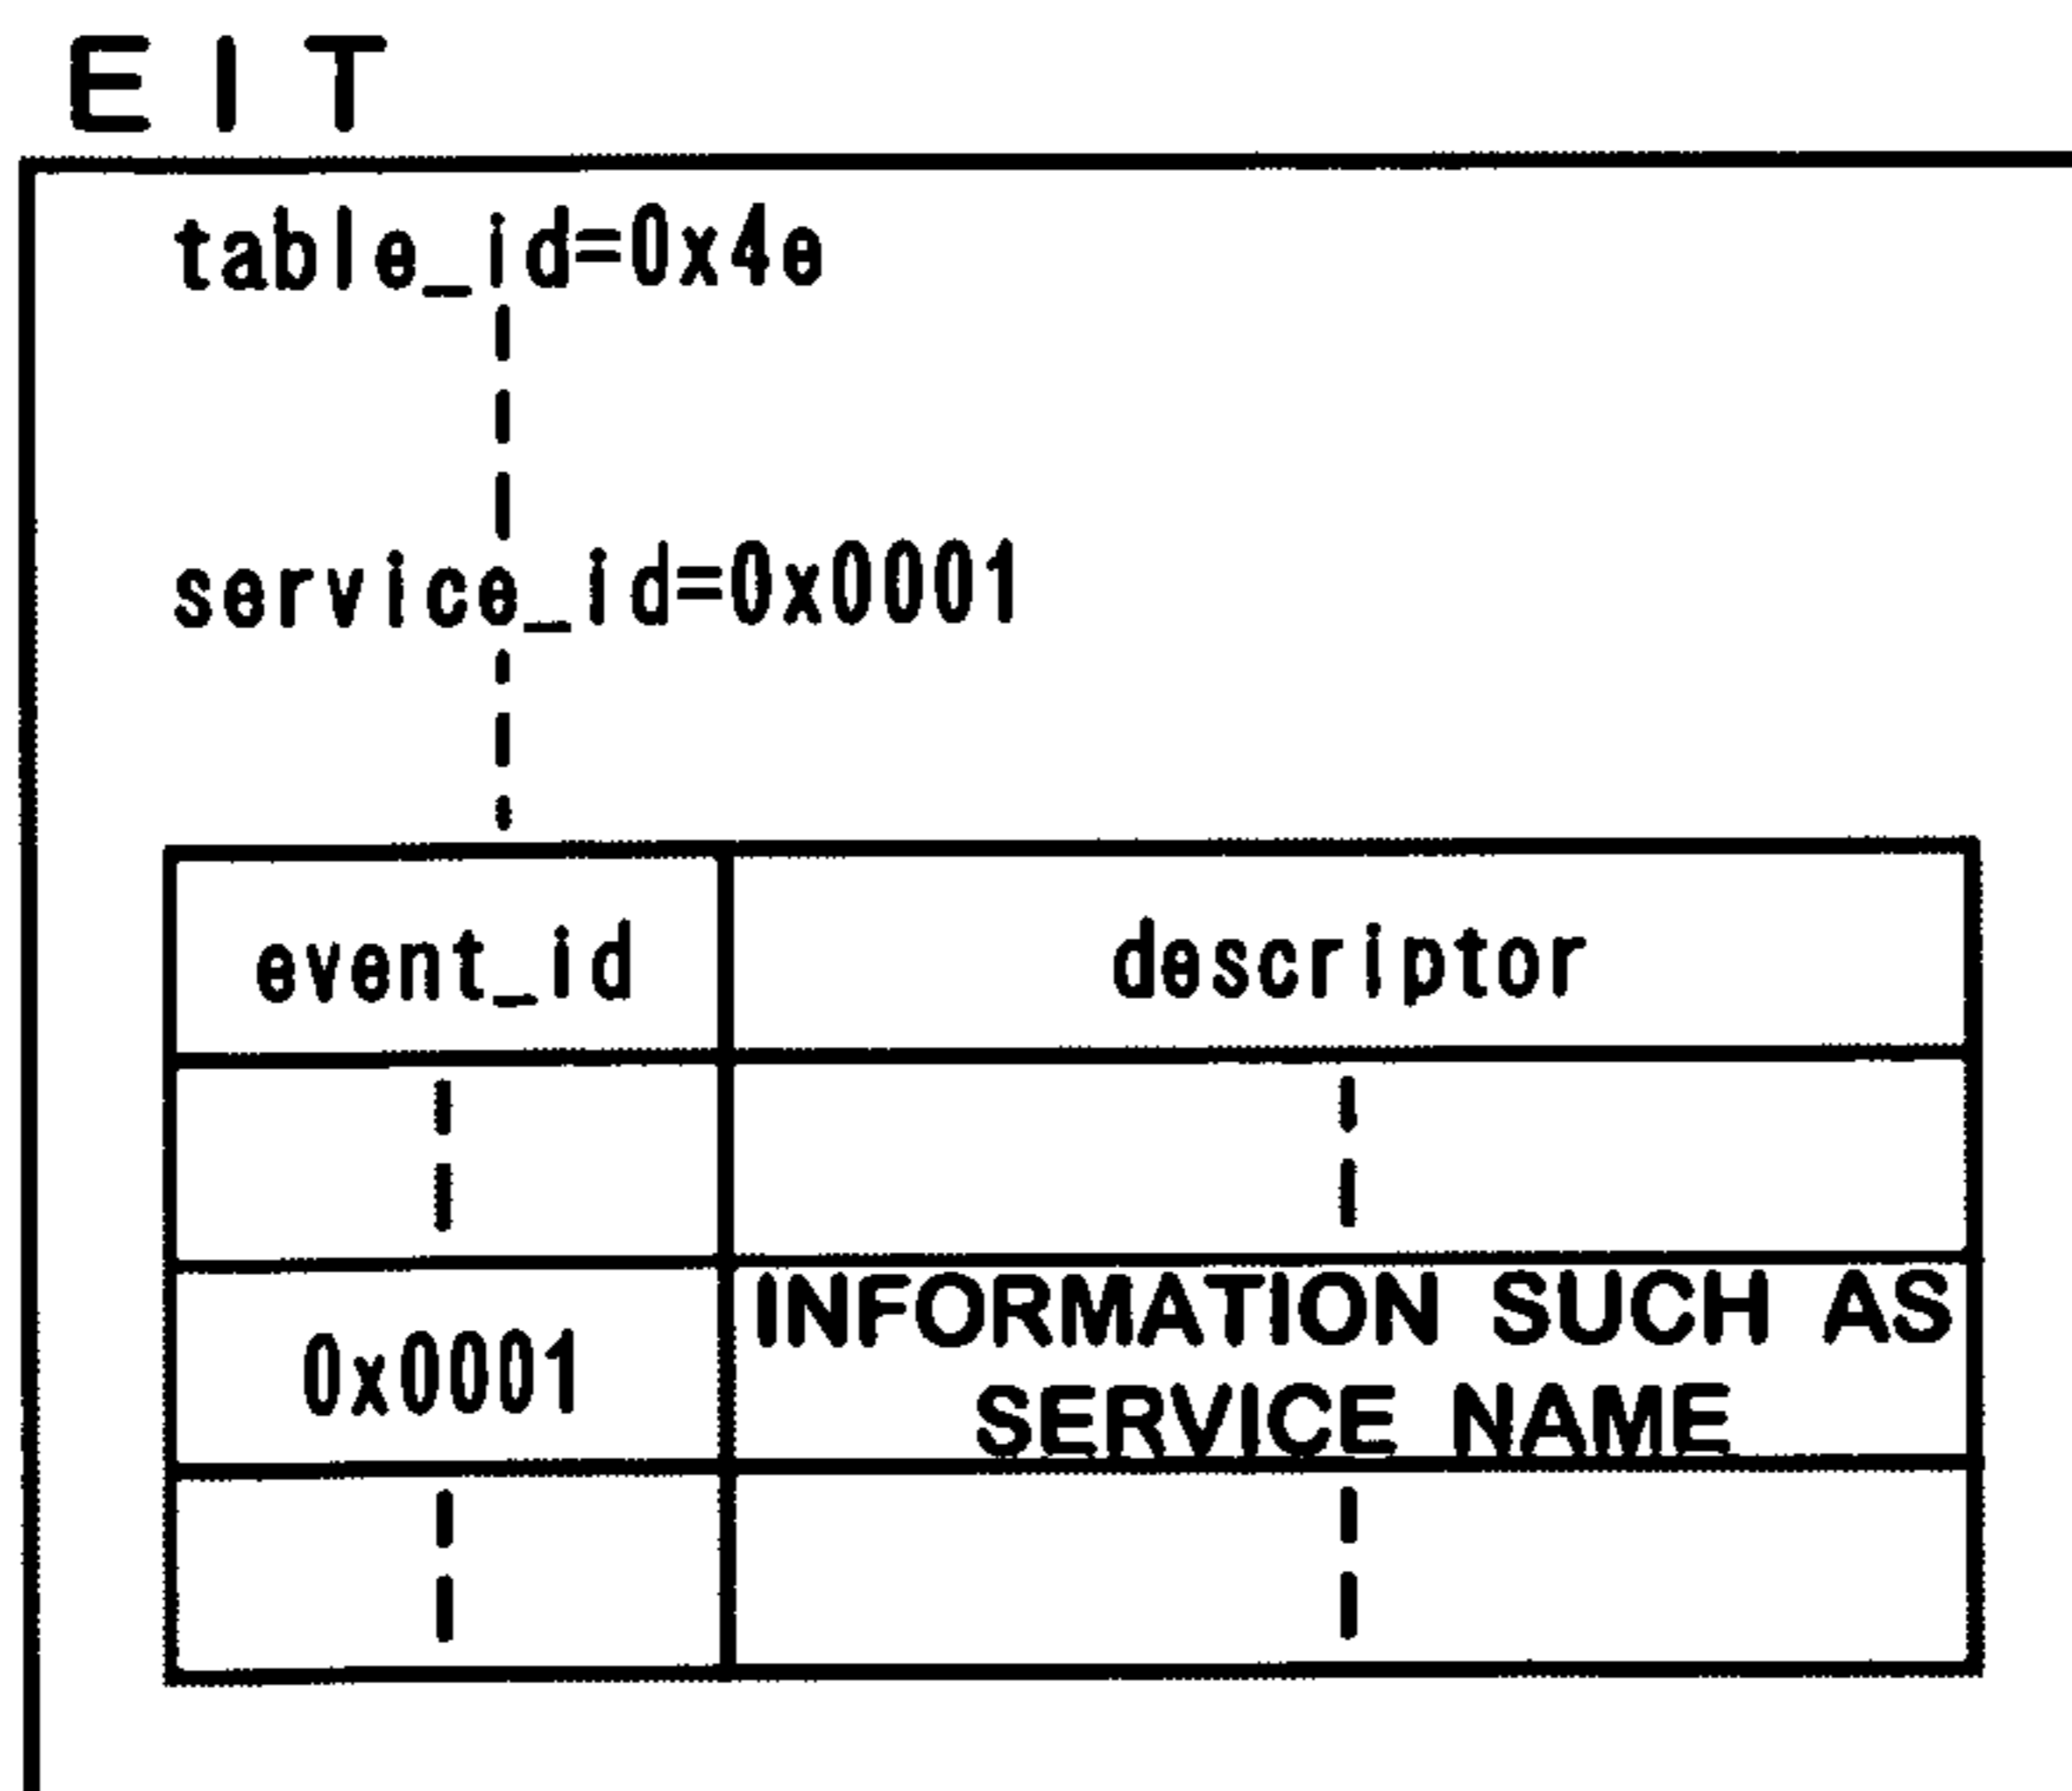 EIT
table_id=0x4e
service_id=0x0001
event_id descriptor
0x0001 INFORMATION SUCH AS
SERVICE NAME